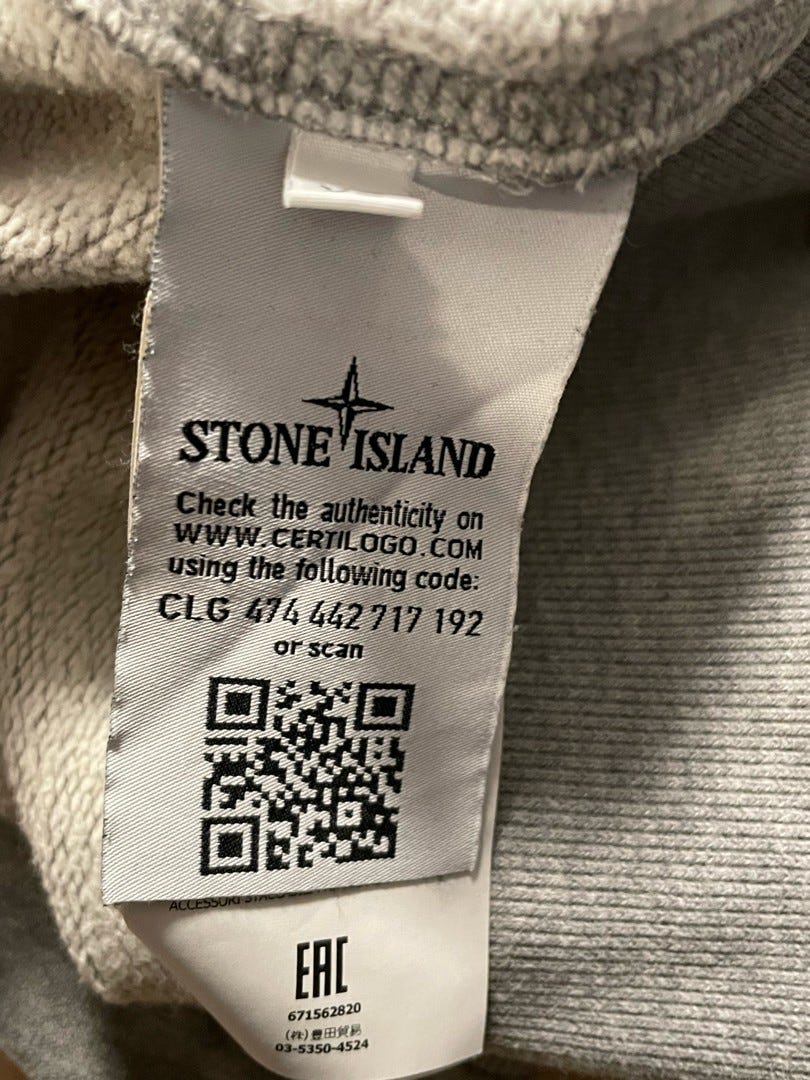 STONE ISLAND
Check the authenticity on
WWW.CERTILOGO.COM
using the following code:
CLG 474 442 717 192
or scan
ACCESSORI
EAC
671562820
(株)豊田貿易
03-5350-4524